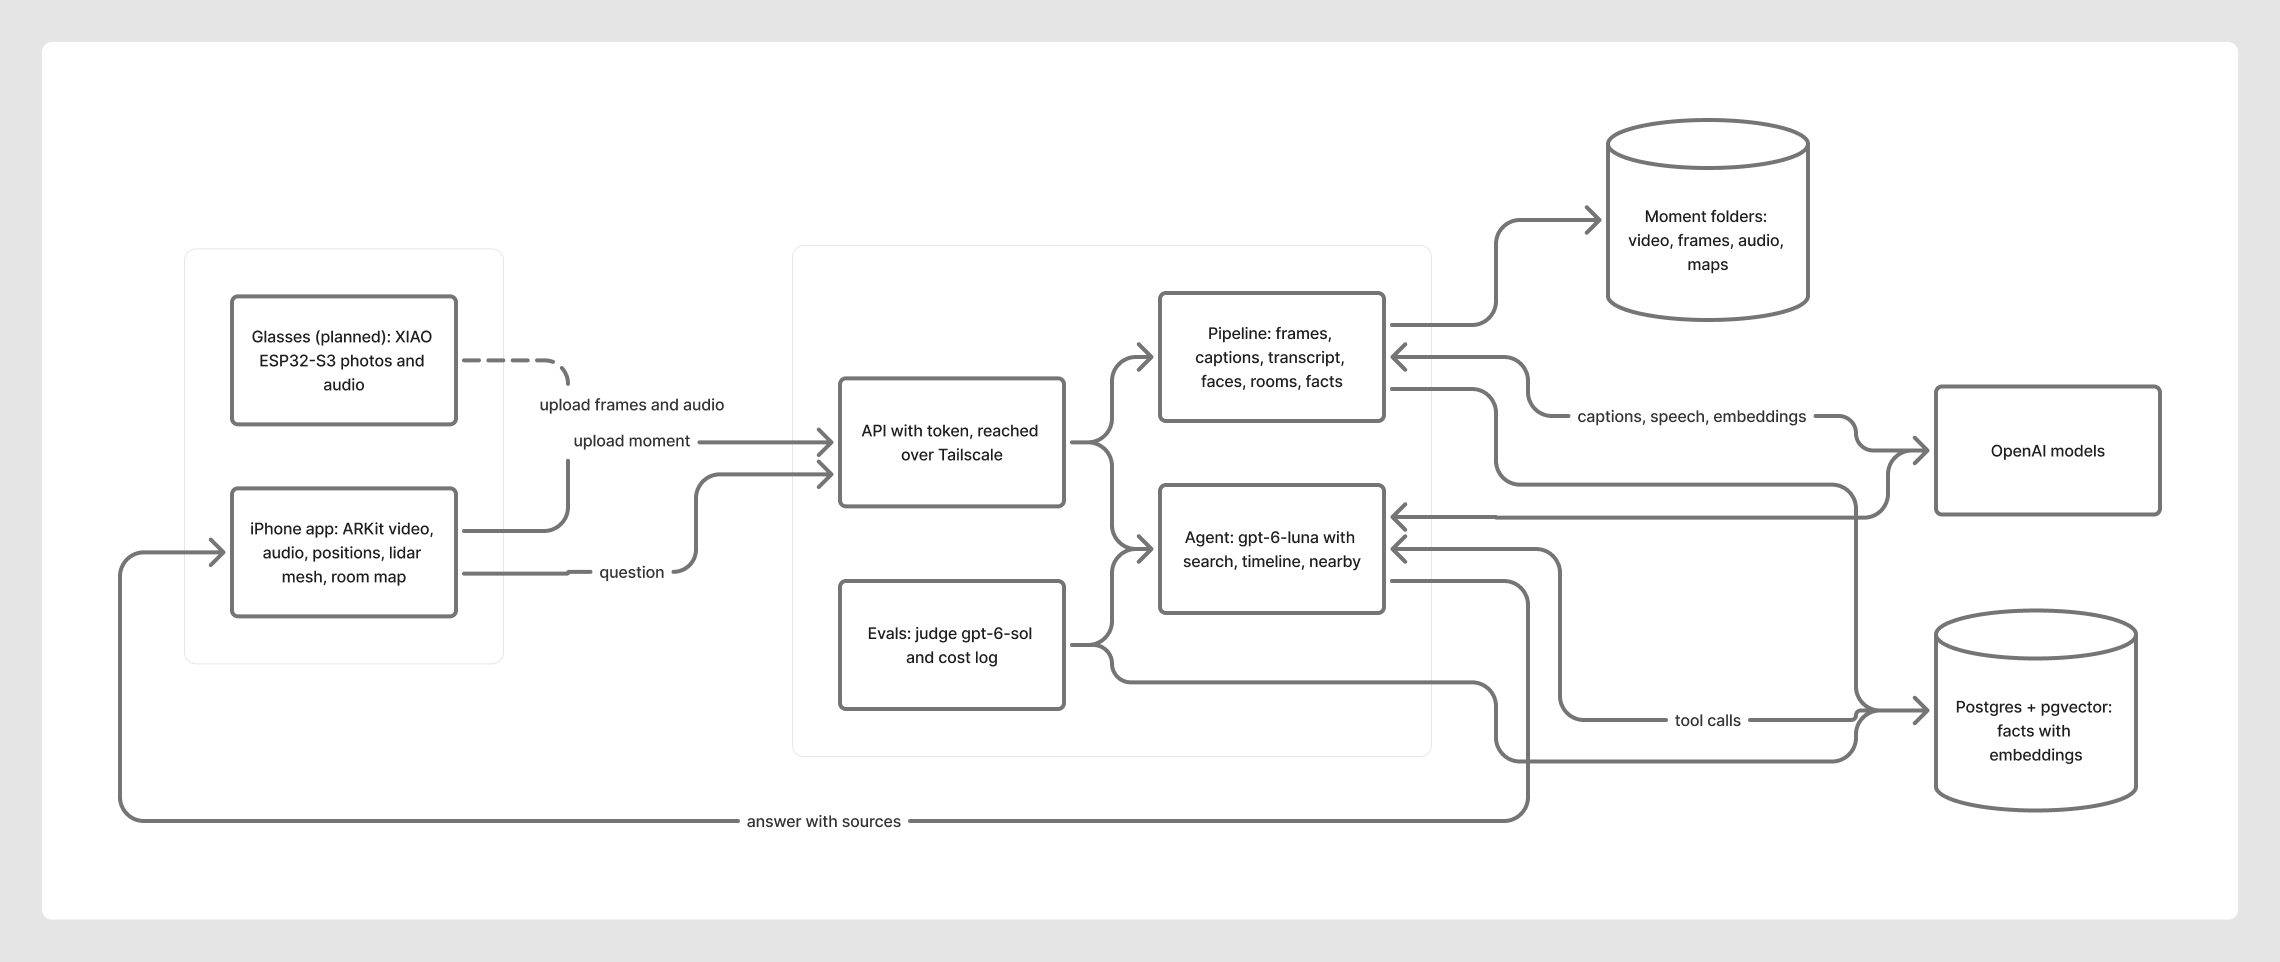 Glasses (planned): XIAO
ESP32-S3 photos and
audio
iPhone app: ARKit video,
audio, positions, lidar
mesh, room map
upload frames and audio
upload moment
question
API with token, reached
over Tailscale
Evals: judge gpt-6-sol
and cost log
Pipeline: frames,
captions, transcript,
faces, rooms, facts
Agent: gpt-6-luna with
search, timeline, nearby
Moment folders:
video, frames, audio,
maps
captions, speech, embeddings
OpenAI models
tool calls
Postgres + pgvector:
facts with
embeddings
answer with sources